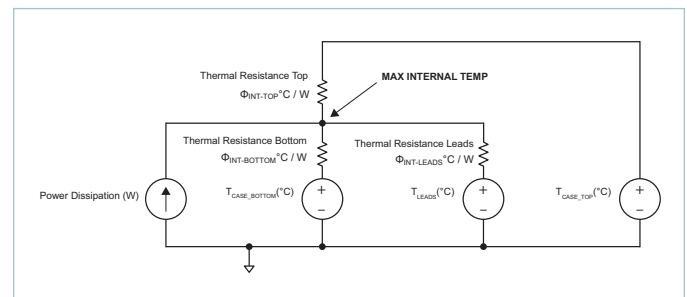 Thermal Resistance Top
ΦINT-TOP°C / W
MAX INTERNAL TEMP
Thermal Resistance Bottom
ΦINT-BOTTOM°C / W
Thermal Resistance Leads
ΦINT-LEADS°C / W
Power Dissipation (W)
TCASE_BOTTOM(°C)
+
–
TLEADS(°C)
+
–
TCASE_TOP(°C)
+
–